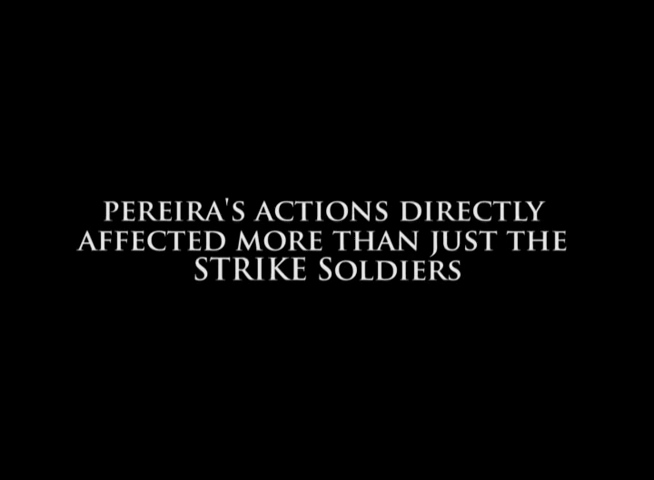 PEREIRA'S ACTIONS DIRECTLY
AFFECTED MORE THAN JUST THE
STRIKE SOLDIERS